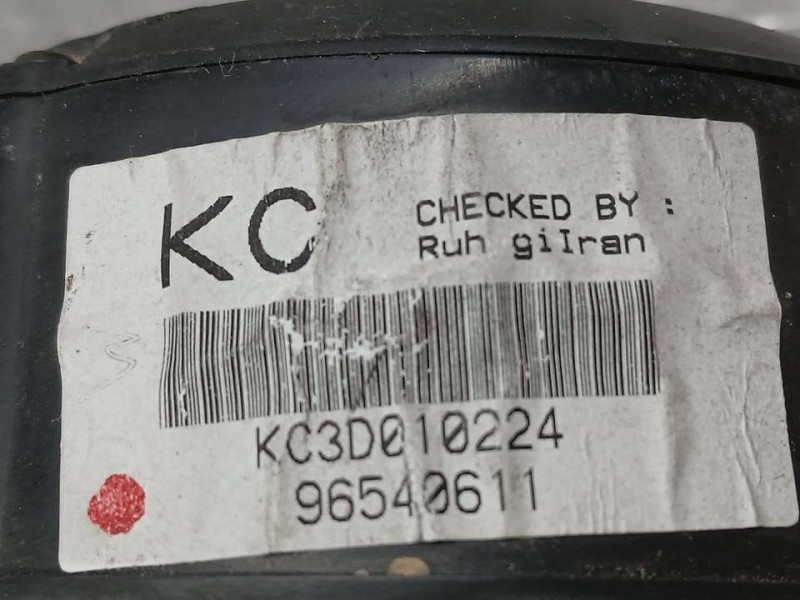 KC
CHECKED BY :
Ruh giIran
KC3D010224
96540611